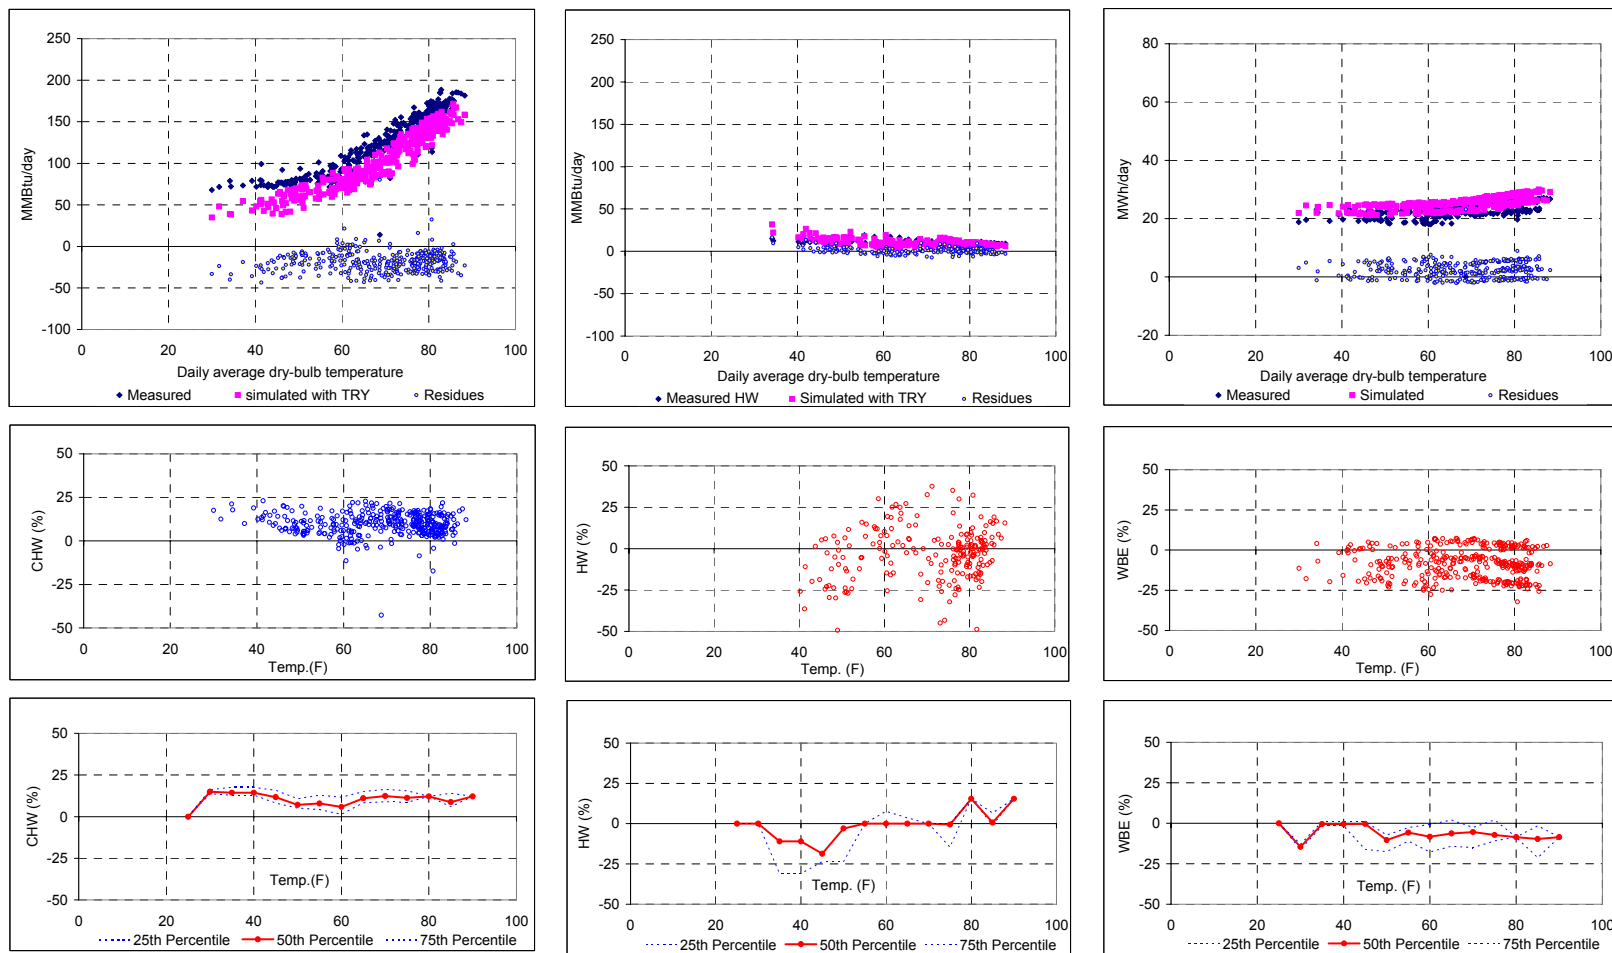 250
200
150
100
50
0
-50
-100
MMBtu/day
0 20 40 60 80 100
Daily average dry-bulb temperature
Measured simulated with TRY Residues
250
200
150
100
50
0
-50
-100
MMBtu/day
0 20 40 60 80 100
Daily average dry-bulb temperature
Measured HW Simulated with TRY Residues
80
60
40
20
0
-20
MWh/day
0 20 40 60 80 100
Daily average dry-bulb temperature
Measured Simulated Residues
50
25
0
-25
-50
CHW (%)
0 20 40 60 80 100
Temp.(F)
50
25
0
-25
-50
HW (%)
0 20 40 60 80 100
Temp. (F)
50
25
0
-25
-50
WBE (%)
0 20 40 60 80 100
Temp. (F)
50
25
0
-25
-50
CHW (%)
Temp.(F)
0 20 40 60 80 100
25th Percentile 50th Percentile 75th Percentile
50
25
0
-25
-50
HW (%)
Temp. (F)
0 20 40 60 80 100
25th Percentile 50th Percentile 75th Percentile
50
25
0
-25
-50
WBE (%)
Temp. (F)
0 20 40 60 80 100
25th Percentile 50th Percentile 75th Percentile